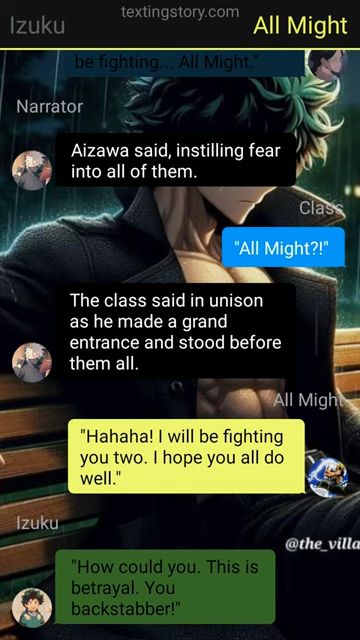 textingstory.com
Izuku
All Might
be fighting... All Might."
Narrator
Aizawa said, instilling fear
into all of them.
Class
"All Might?!"
The class said in unison
as he made a grand
entrance and stood before
them all.
All Might
"Hahaha! I will be fighting
you two. I hope you all do
well."
Izuku
@the_villa
"How could you. This is
betrayal. You
backstabber!"